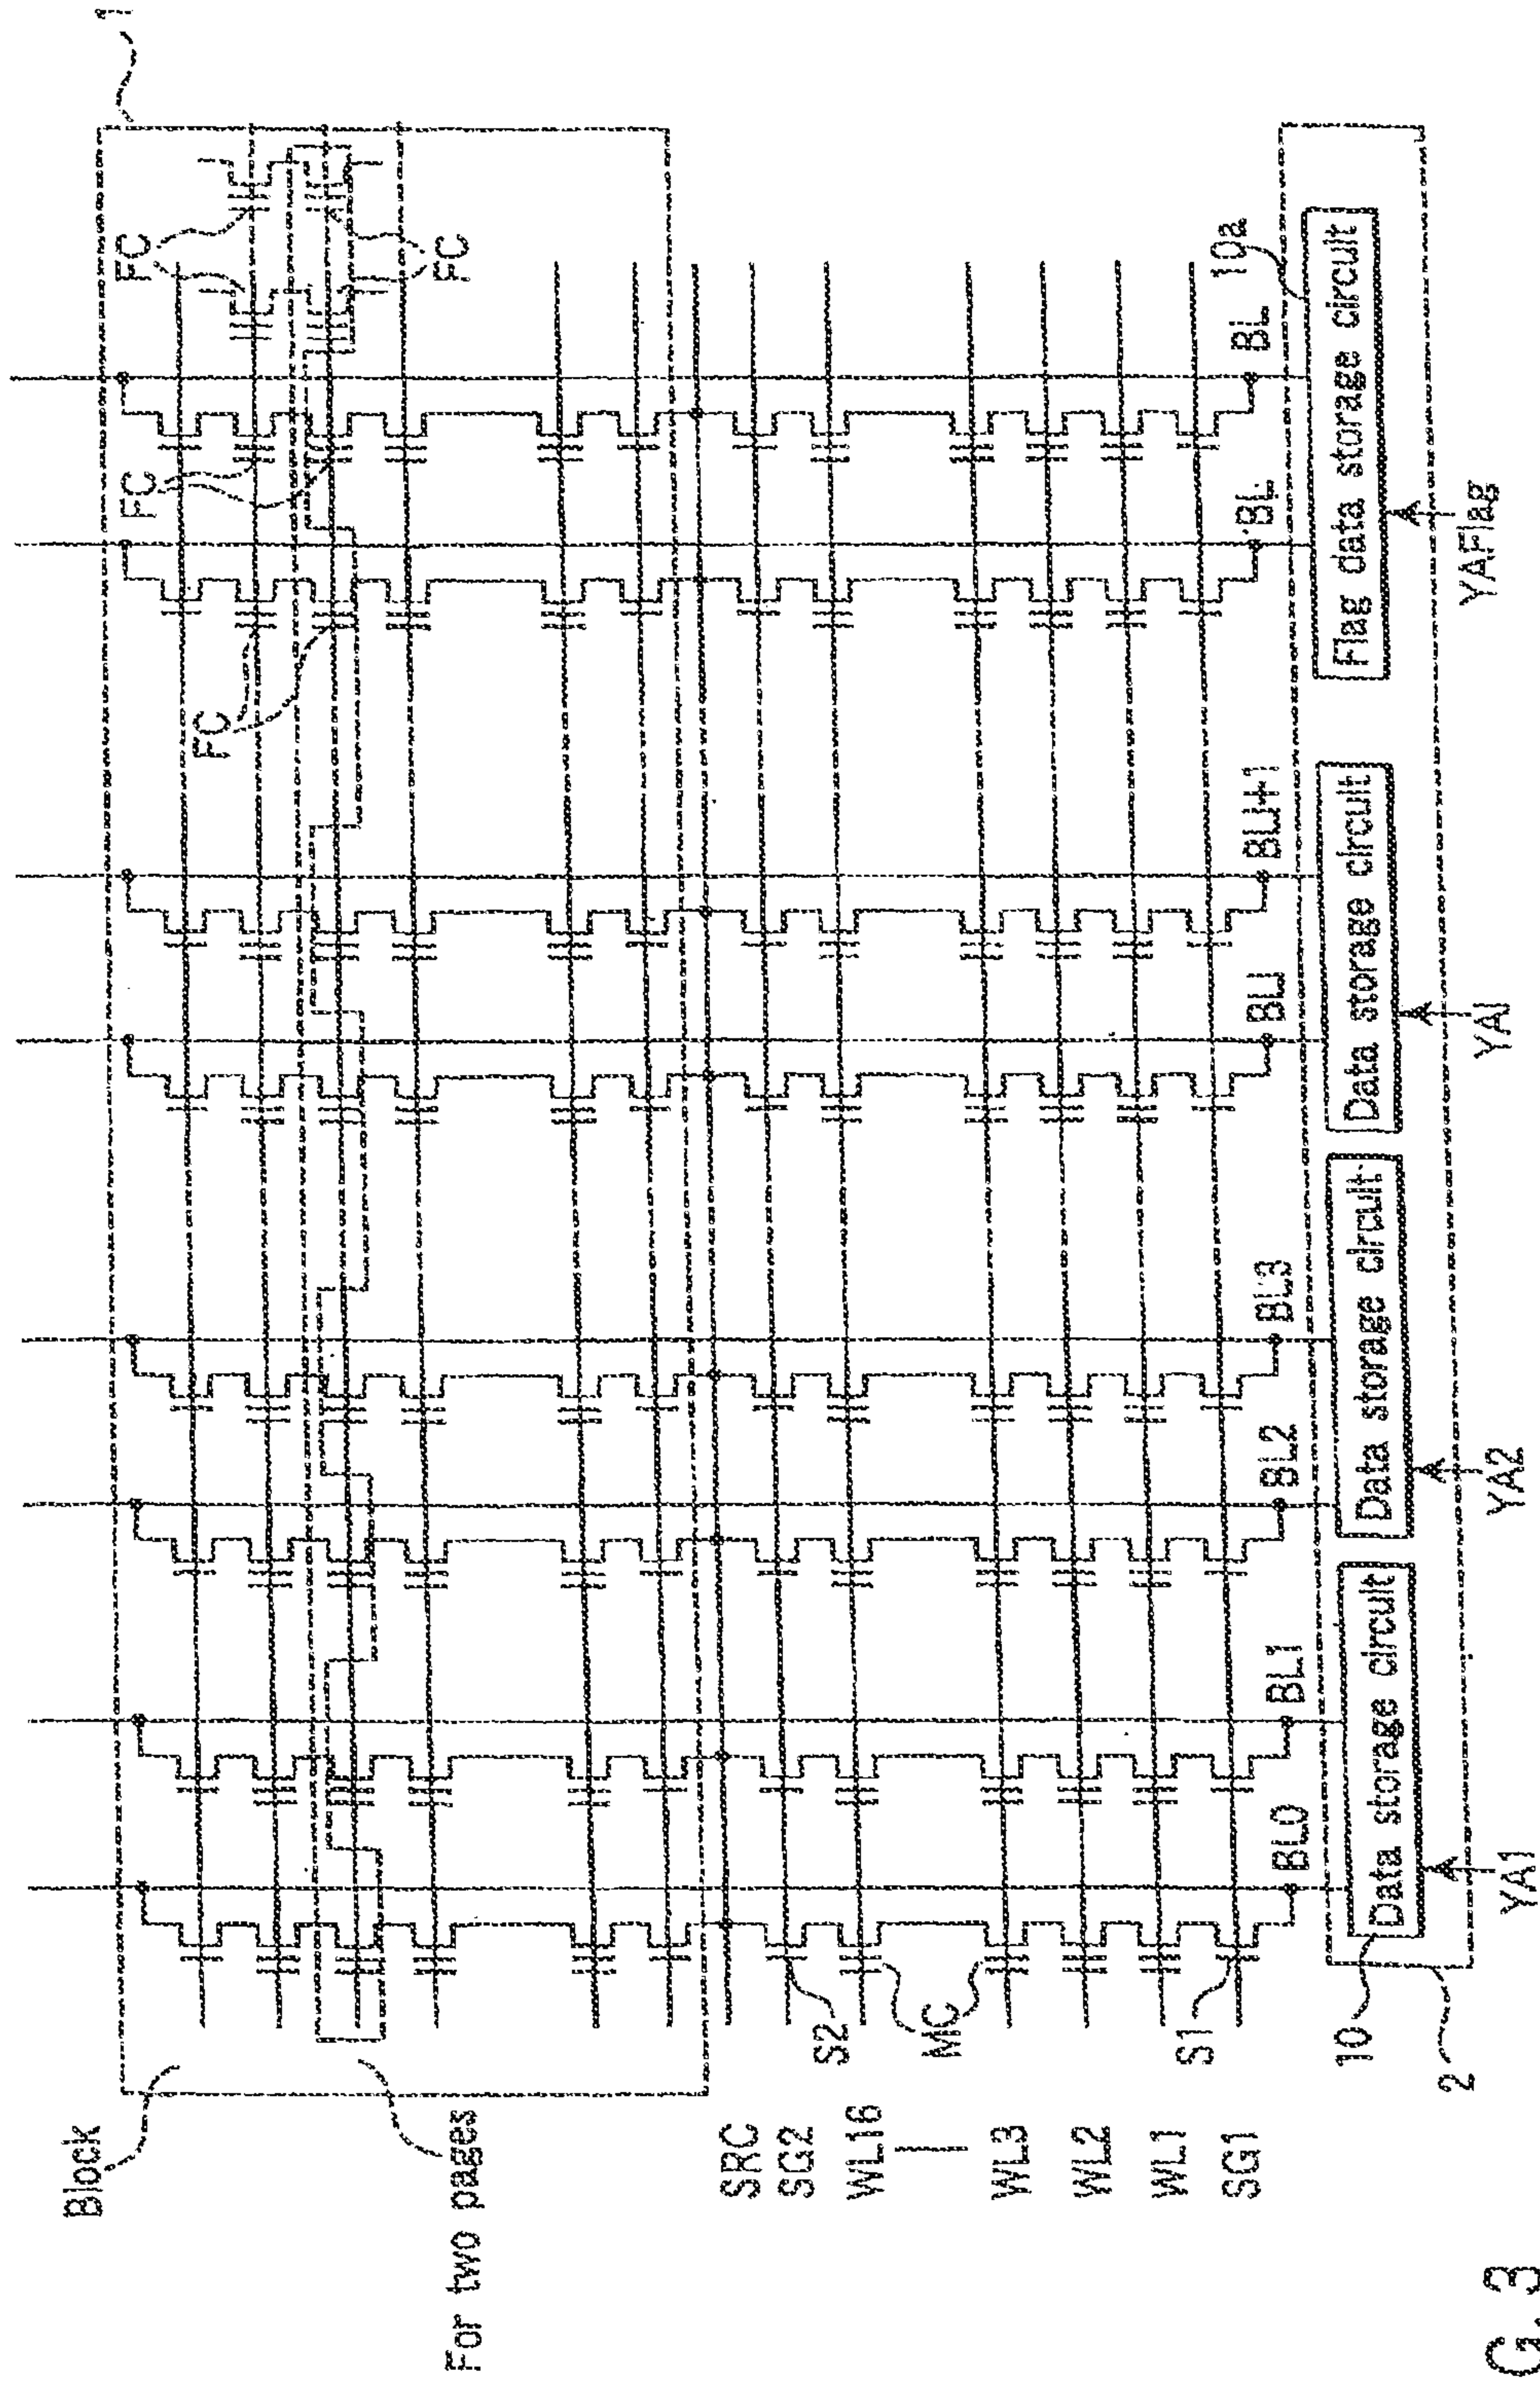 1
Block
FC
FC
FC
FC
For two pages
SRC
SG2
WL16
WL3
WL2
WL1
SG1
S2
MC
S1
BL0
BL1
BL2
BL3
BLi
BLi+1
BL
BL
10a
10
2
Data storage circuit
Data storage circuit
Data storage circuit
Flag data storage circuit
YA1
YA2
YAi
YAFlag
G. 3